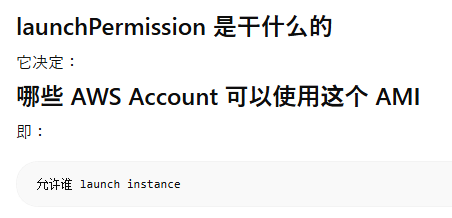 launchPermission 是干什么的
它决定：
哪些 AWS Account 可以使用这个 AMI
即：
允许谁 launch instance